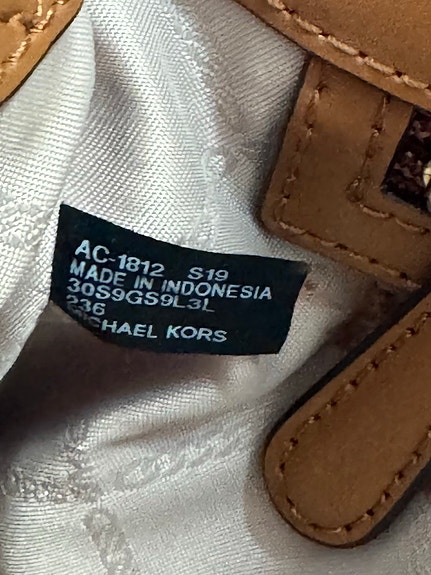 AC-1812 S19
MADE IN INDONESIA
30S9GS9L3L
236
MICHAEL KORS